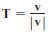 T = v/|v|